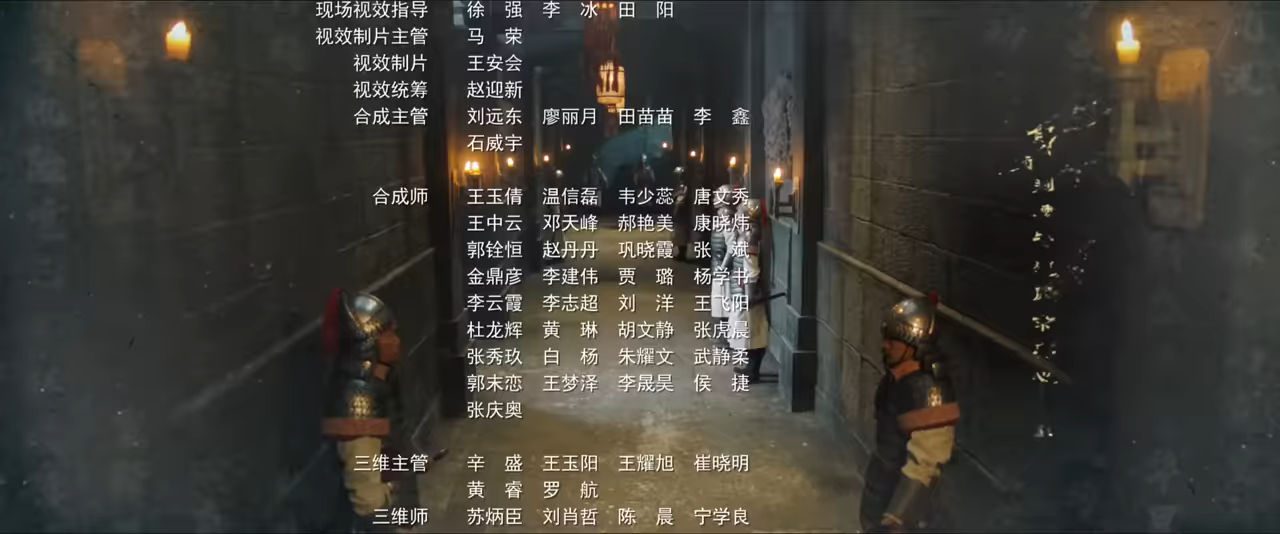 现场视效指导 徐 强 李 冰 田 阳
视效制片主管 马 荣
视效制片 王安会
视效统筹 赵迎新
合成主管 刘远东 廖丽月 田苗苗 李 鑫
石威宇
合成师 王玉倩 温信磊 韦少蕊 唐文秀
王中云 邓天峰 郝艳美 康晓炜
郭铨恒 赵丹丹 巩晓霞 张 斌
金鼎彦 李建伟 贾 璐 杨学书
李云霞 李志超 刘 洋 王飞阳
杜龙辉 黄 琳 胡文静 张虎晨
张秀玖 白 杨 朱耀文 武静柔
郭末恋 王梦泽 李晟昊 侯 捷
张庆奥
三维主管 辛 盛 王玉阳 王耀旭 崔晓明
黄 睿 罗 航
三维师 苏炳臣 刘肖哲 陈 晨 宁学良